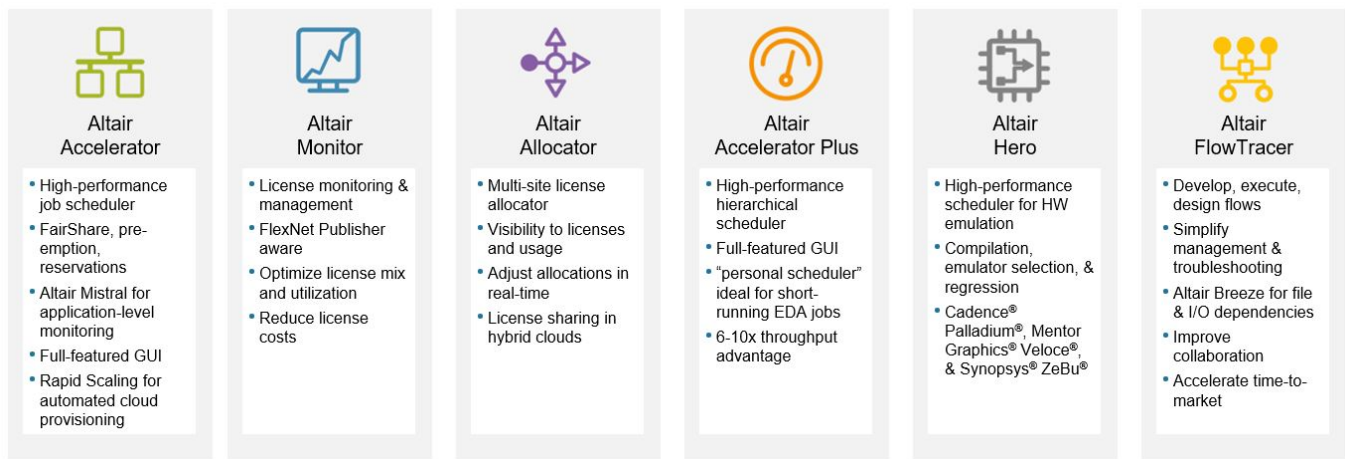 Altair
Accelerator
• High-performance
job scheduler
• FairShare, pre-
emption,
reservations
• Altair Mistral for
application-level
monitoring
• Full-featured GUI
• Rapid Scaling for
automated cloud
provisioning
Altair
Monitor
• License monitoring &
management
• FlexNet Publisher
aware
• Optimize license mix
and utilization
• Reduce license
costs
Altair
Allocator
• Multi-site license
allocator
• Visibility to licenses
and usage
• Adjust allocations in
real-time
• License sharing in
hybrid clouds
Altair
Accelerator Plus
• High-performance
hierarchical
scheduler
• Full-featured GUI
• “personal scheduler”
ideal for short-
running EDA jobs
• 6-10x throughput
advantage
Altair
Hero
• High-performance
scheduler for HW
emulation
• Compilation,
emulator selection, &
regression
• Cadence®
Palladium®, Mentor
Graphics® Veloce®,
& Synopsys® ZeBu®
Altair
FlowTracer
• Develop, execute,
design flows
• Simplify
management &
troubleshooting
• Altair Breeze for file
& I/O dependencies
• Improve
collaboration
• Accelerate time-to-
market